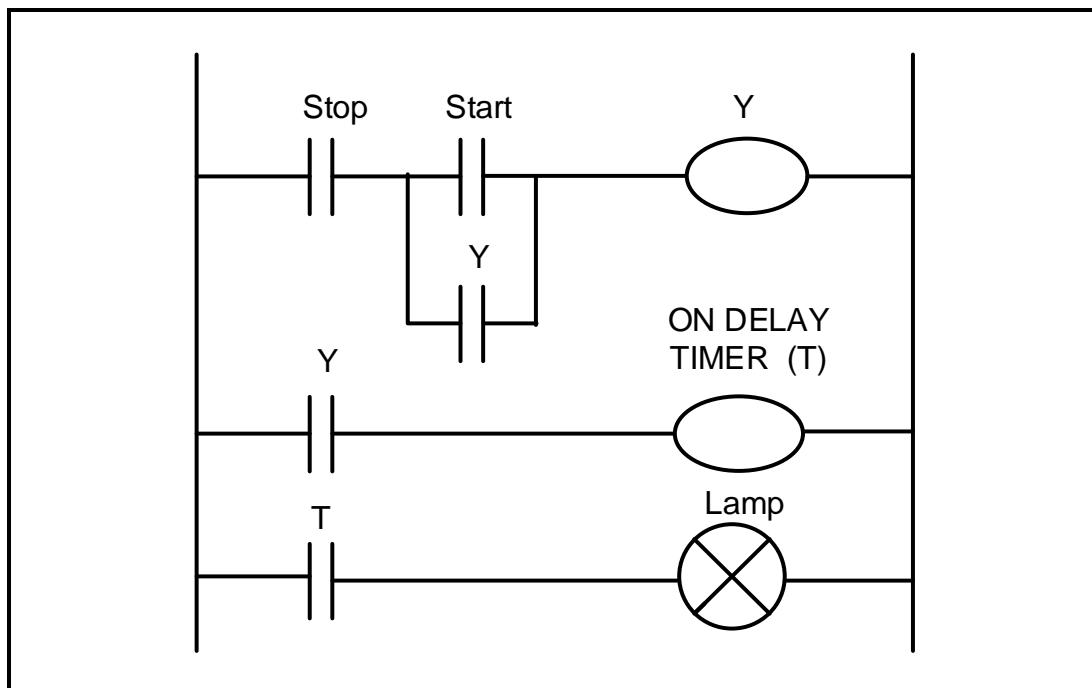 Stop
Start
Y
Y
ON DELAY
TIMER (T)
Y
Lamp
T